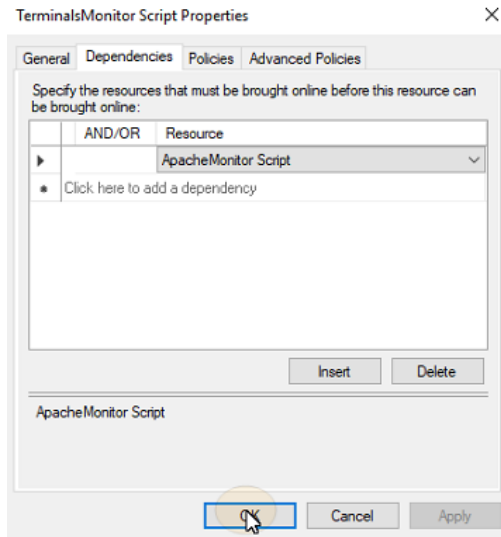 TerminalsMonitor Script Properties
General Dependencies Policies Advanced Policies
Specify the resources that must be brought online before this resource can
be brought online:
AND/OR Resource
ApacheMonitor Script
Click here to add a dependency
Insert Delete
ApacheMonitor Script
OK Cancel Apply